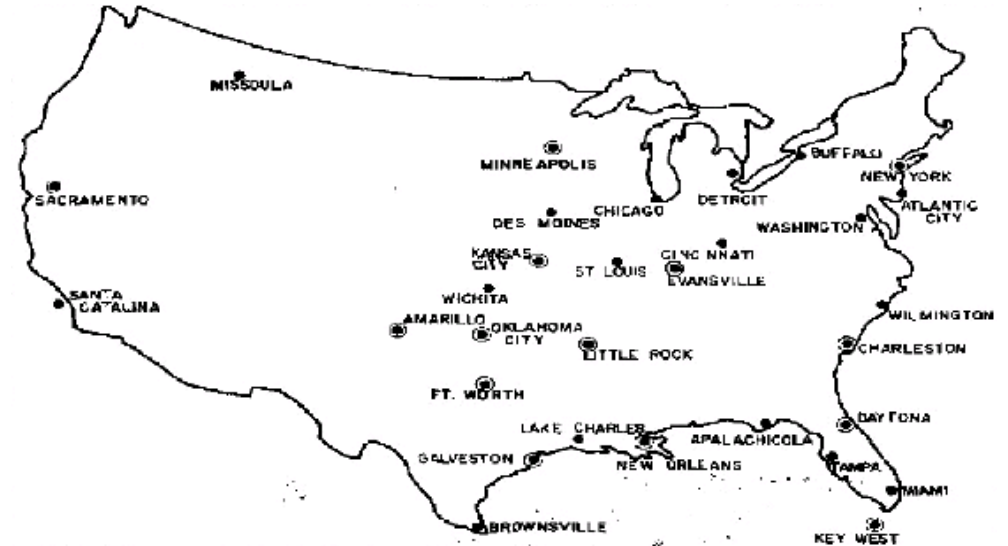 MISSOULA
BUFFALO
MINNEAPOLIS
NEW YORK
SACRAMENTO
DETROIT
CHICAGO
ATLANTIC
CITY
DES MOINES
WASHINGTON
KANSAS
CITY
CINCINNATI
ST LOUIS
EVANSVILLE
SANTA
CATALINA
WICHITA
WILMINGTON
AMARILLO
OKLAHOMA
CITY
CHARLESTON
LITTLE ROCK
FT. WORTH
DAYTONA
LAKE CHARLES
APALACHICOLA
GALVESTON
NEW ORLEANS
TAMPA
MIAMI
BROWNSVILLE
KEY WEST